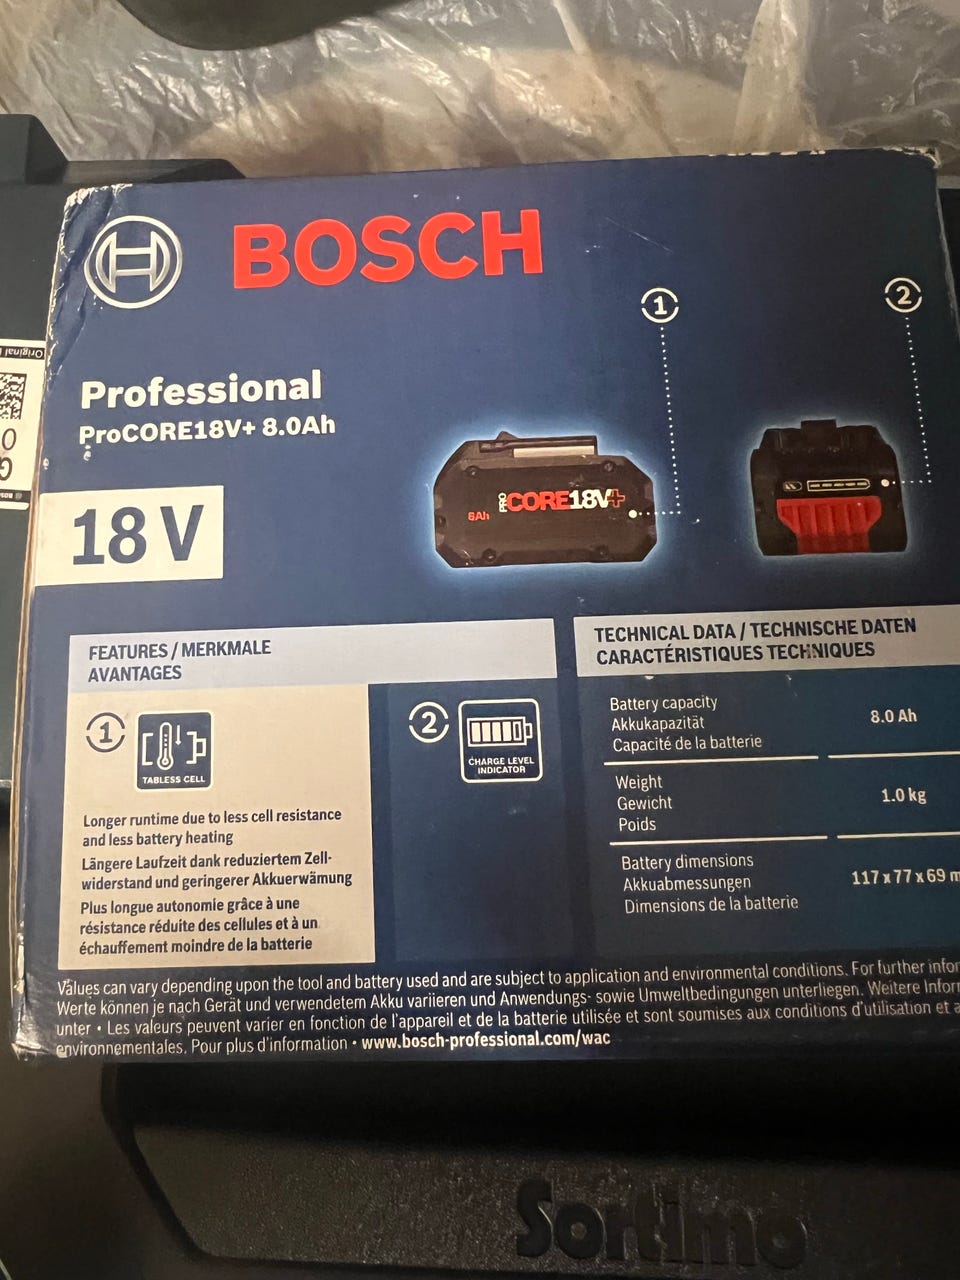 BOSCH
Professional
ProCORE18V+ 8.0Ah
18 V
1
2
6Ah PROCORE18V+
FEATURES / MERKMALE
AVANTAGES
1
TABLESS CELL
Longer runtime due to less cell resistance
and less battery heating
Längere Laufzeit dank reduziertem Zell-
widerstand und geringerer Akkuerwämung
Plus longue autonomie grâce à une
résistance réduite des cellules et à un
échauffement moindre de la batterie
2
CHARGE LEVEL
INDICATOR
TECHNICAL DATA / TECHNISCHE DATEN
CARACTÉRISTIQUES TECHNIQUES
Battery capacity
Akkukapazität
Capacité de la batterie
8.0 Ah
Weight
Gewicht
Poids
1.0 kg
Battery dimensions
Akkuabmessungen
Dimensions de la batterie
117 x 77 x 69 m
Values can vary depending upon the tool and battery used and are subject to application and environmental conditions. For further infor
Werte können je nach Gerät und verwendetem Akku variieren und Anwendungs- sowie Umweltbedingungen unterliegen. Weitere Infor
unter • Les valeurs peuvent varier en fonction de l'appareil et de la batterie utilisée et sont soumises aux conditions d'utilisation et a
environnementales. Pour plus d'information • www.bosch-professional.com/wac
Original
Sortimo